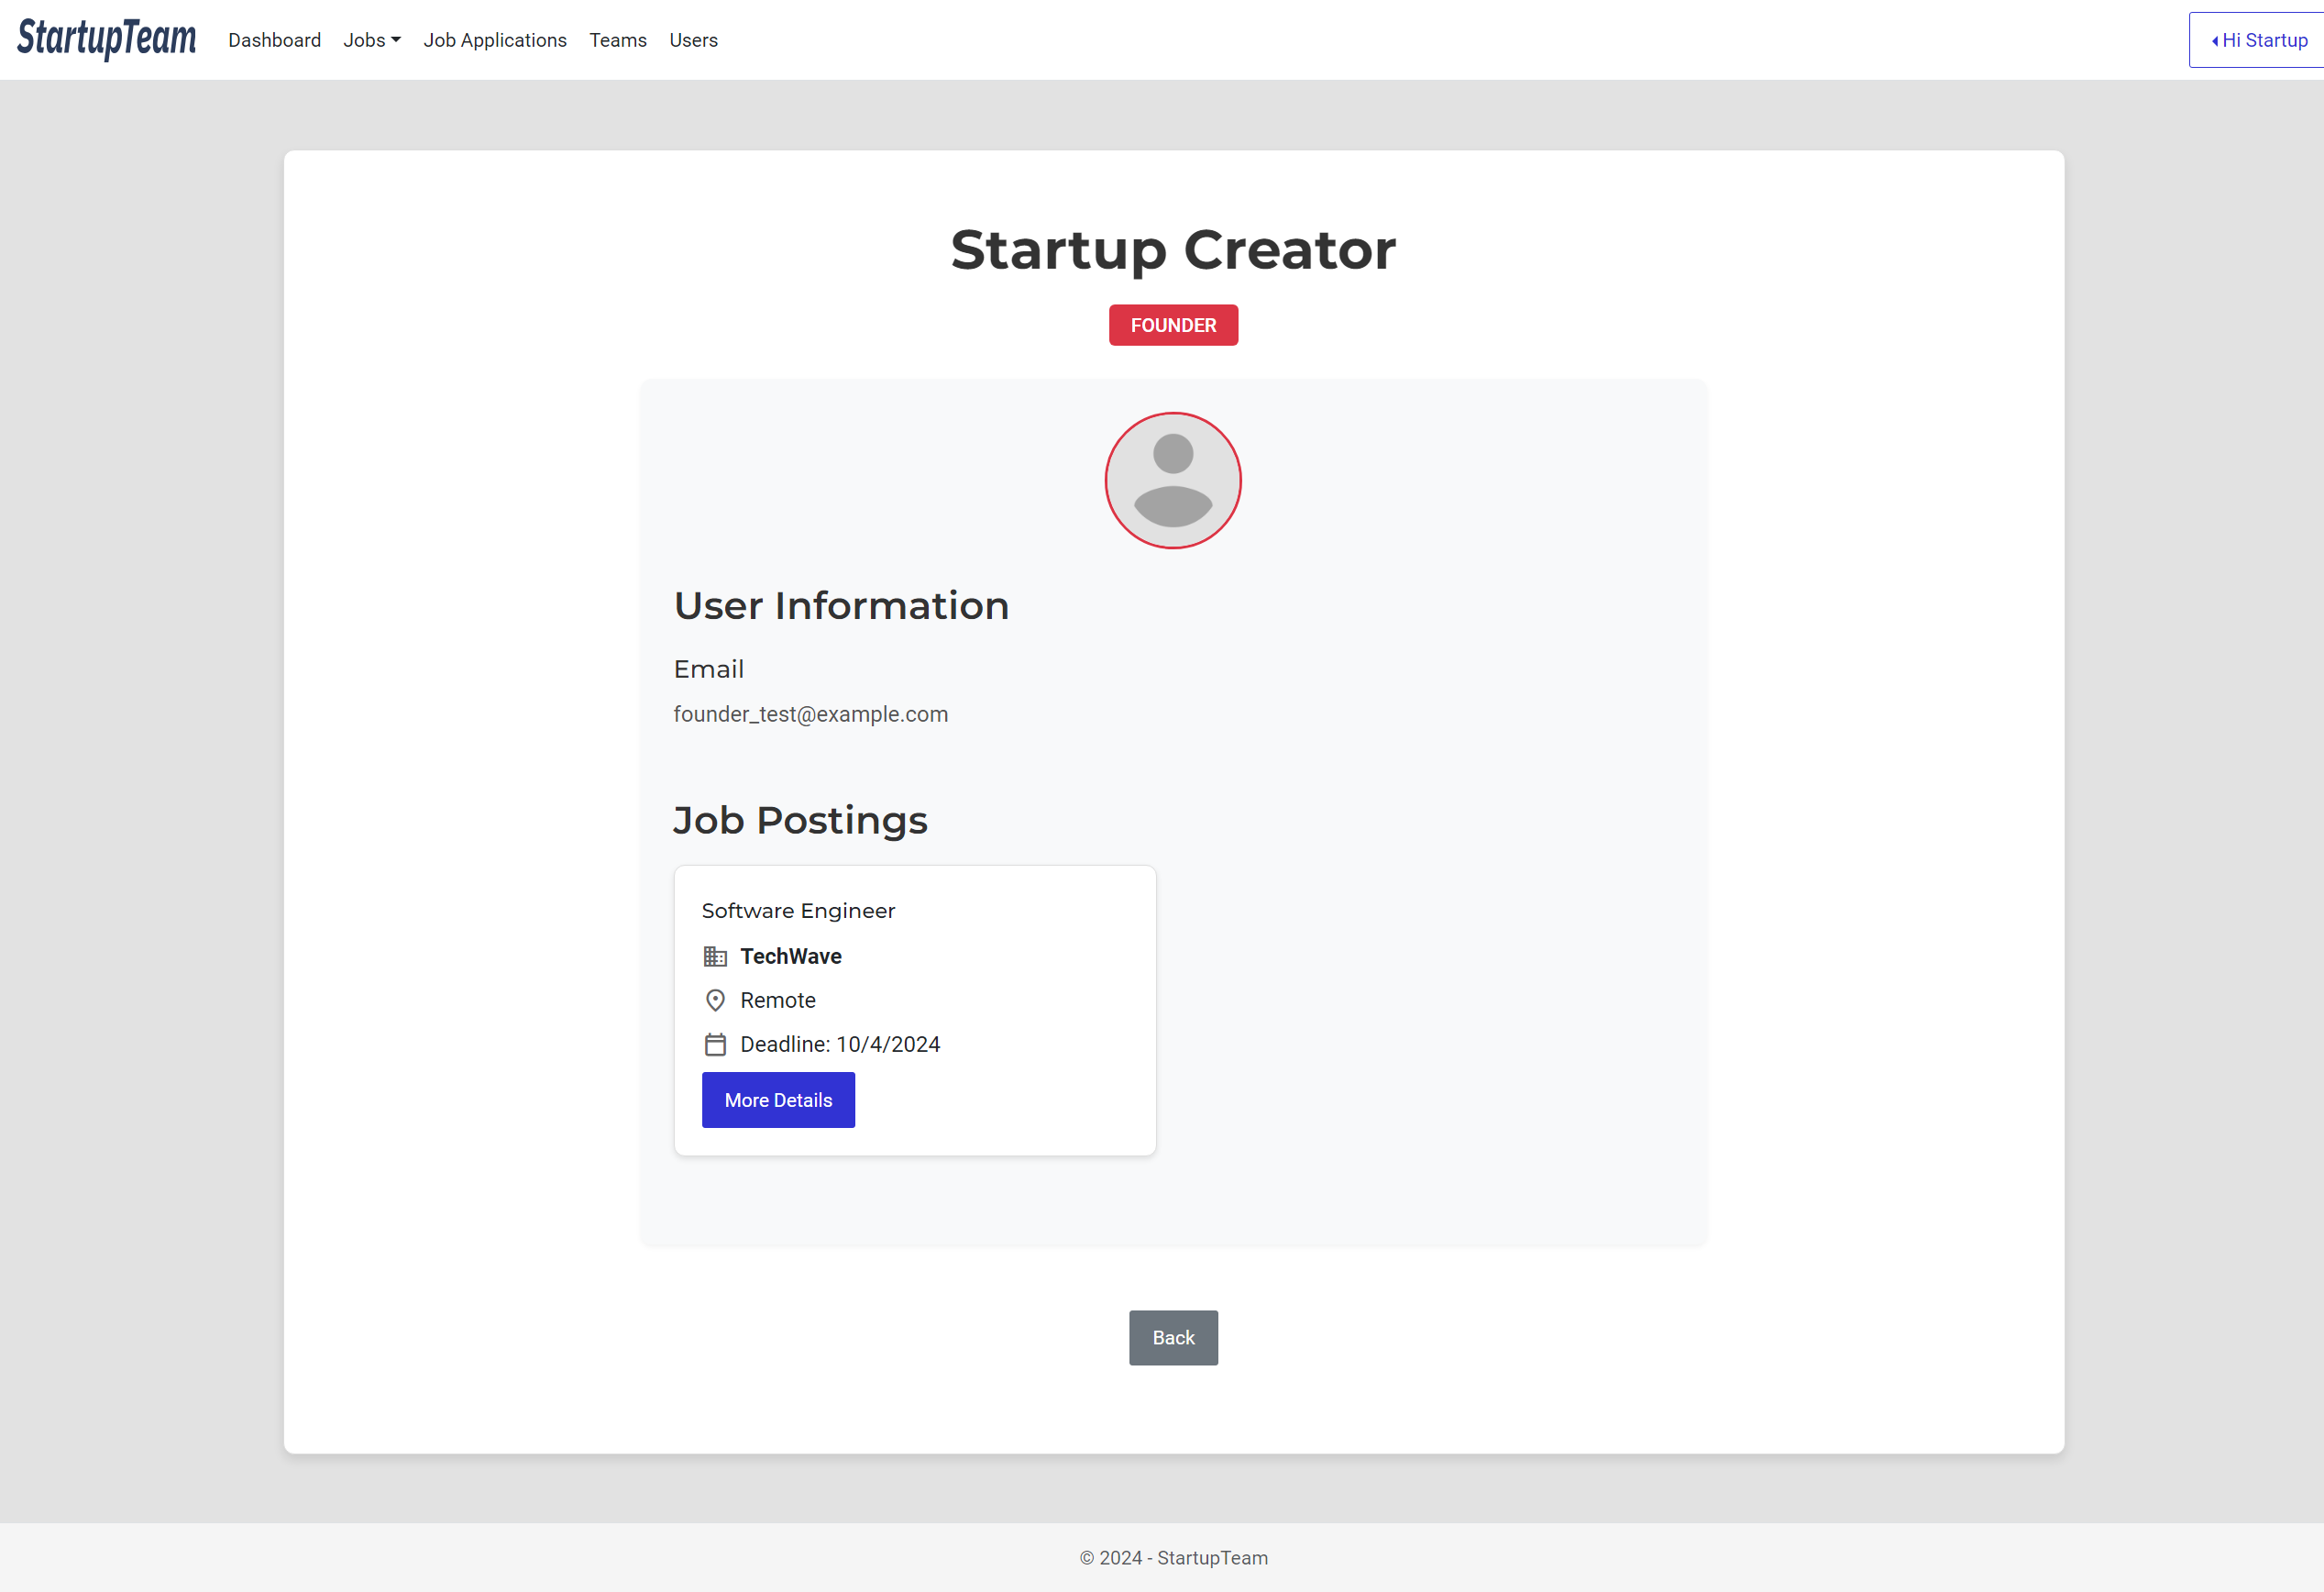 StartupTeam
Dashboard Jobs Job Applications Teams Users
Hi Startup
Startup Creator
FOUNDER
User Information
Email
founder_test@example.com
Job Postings
Software Engineer
TechWave
Remote
Deadline: 10/4/2024
More Details
Back
© 2024 - StartupTeam